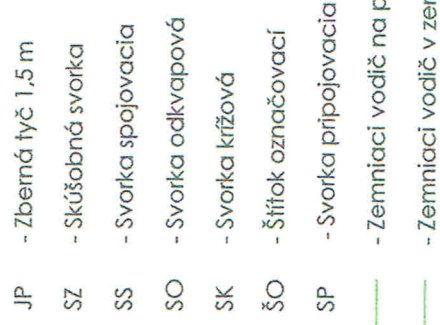 JP - Zberná tyč 1,5 m
SZ - Skúšobná svorka
SS - Svorka spojovacia
SO - Svorka odkvapová
SK - Svorka krížová
ŠO - Štítok označovací
SP - Svorka pripojovacia
- Zemniaci vodič na
- Zemniaci vodič v